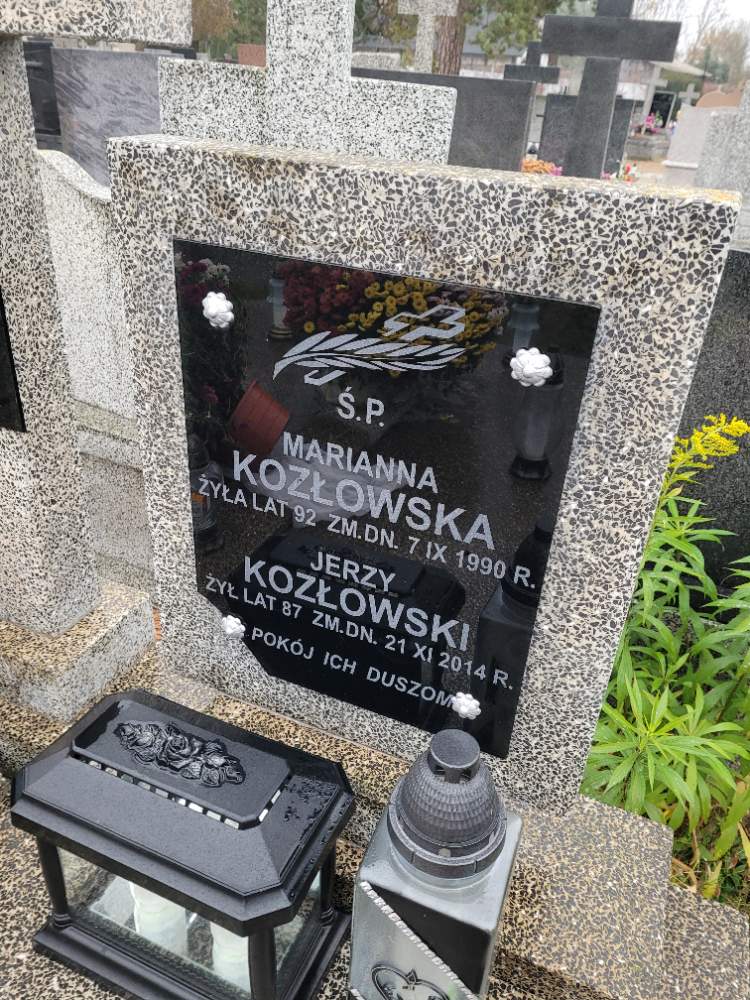 Ś.P.
MARIANNA
KOZŁOWSKA
ŻYŁA LAT 92 ZM.DN. 7 IX 1990 R.
JERZY
KOZŁOWSKI
ŻYŁ LAT 87 ZM.DN. 21 XI 2014 R.
POKÓJ ICH DUSZOM